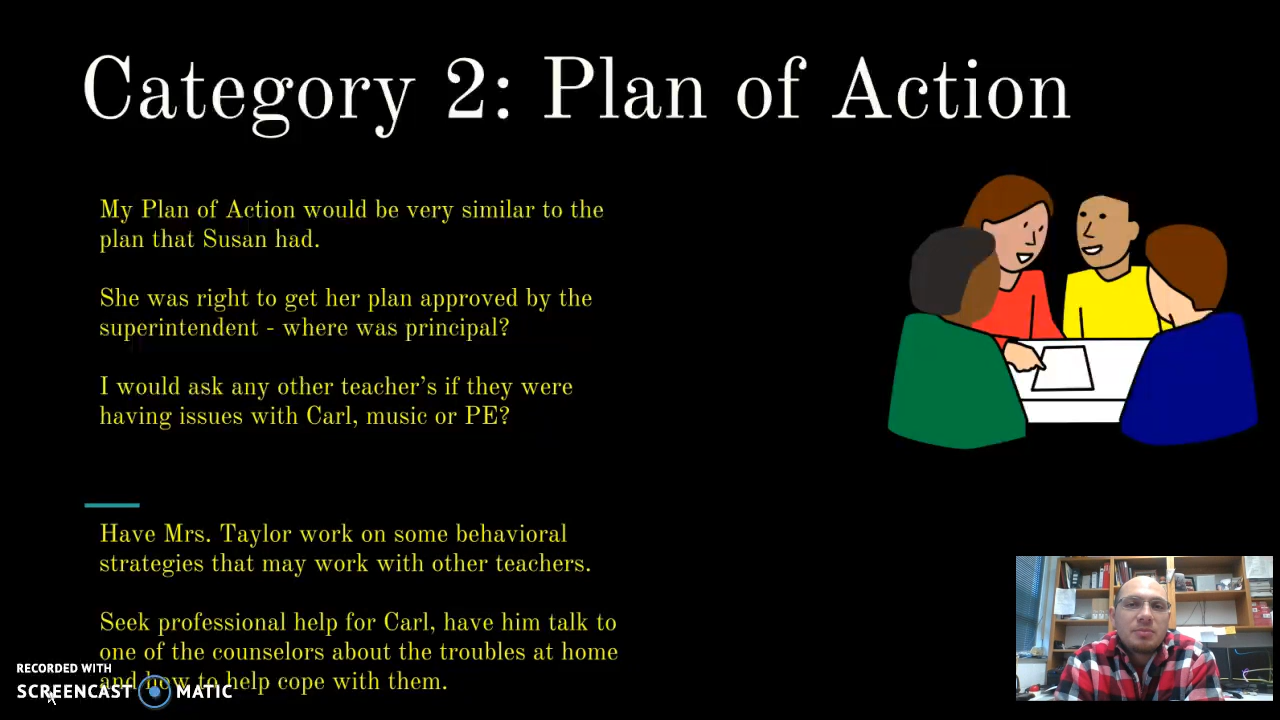 Category 2: Plan of Action
My Plan of Action would be very similar to the
plan that Susan had.
She was right to get her plan approved by the
superintendent - where was principal?
I would ask any other teacher’s if they were
having issues with Carl, music or PE?
Have Mrs. Taylor work on some behavioral
strategies that may work with other teachers.
Seek professional help for Carl, have him talk to
one of the counselors about the troubles at home
and how to help cope with them.
RECORDED WITH
SCREENCAST MATIC